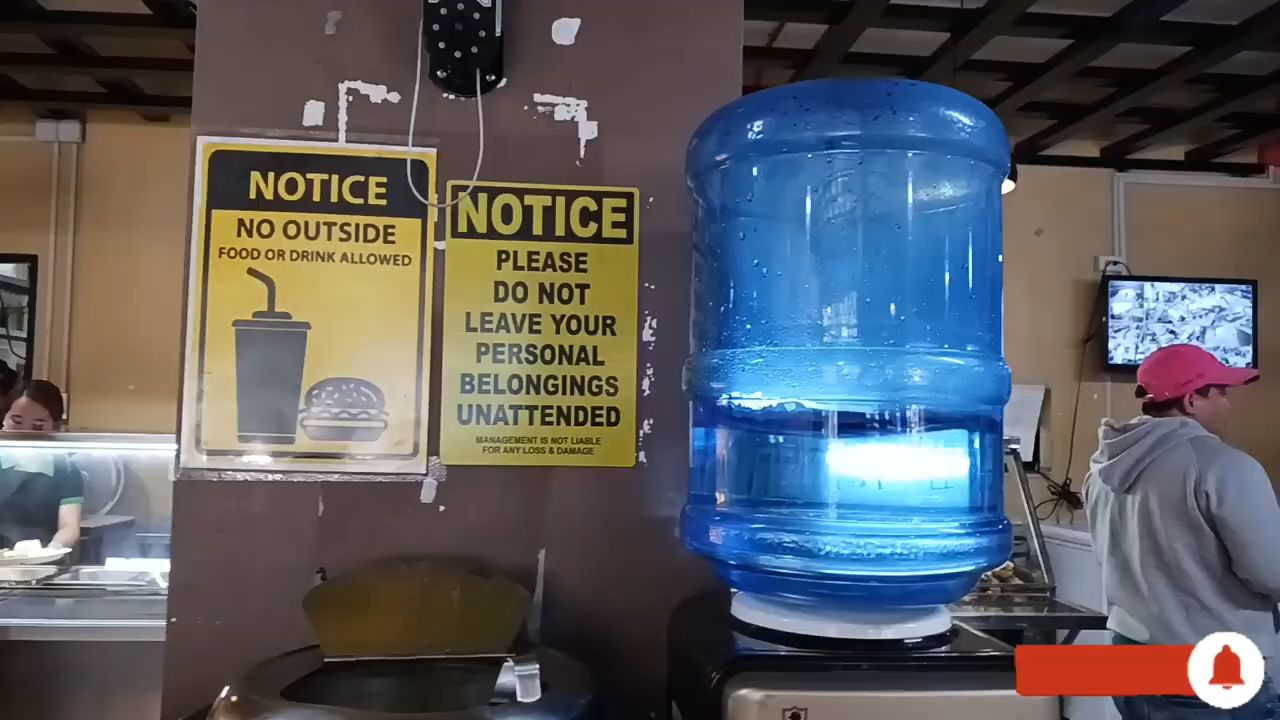 NOTICE
NO OUTSIDE
FOOD OR DRINK ALLOWED
NOTICE
PLEASE
DO NOT
LEAVE YOUR
PERSONAL
BELONGINGS
UNATTENDED
MANAGEMENT IS NOT LIABLE
FOR ANY LOSS & DAMAGE